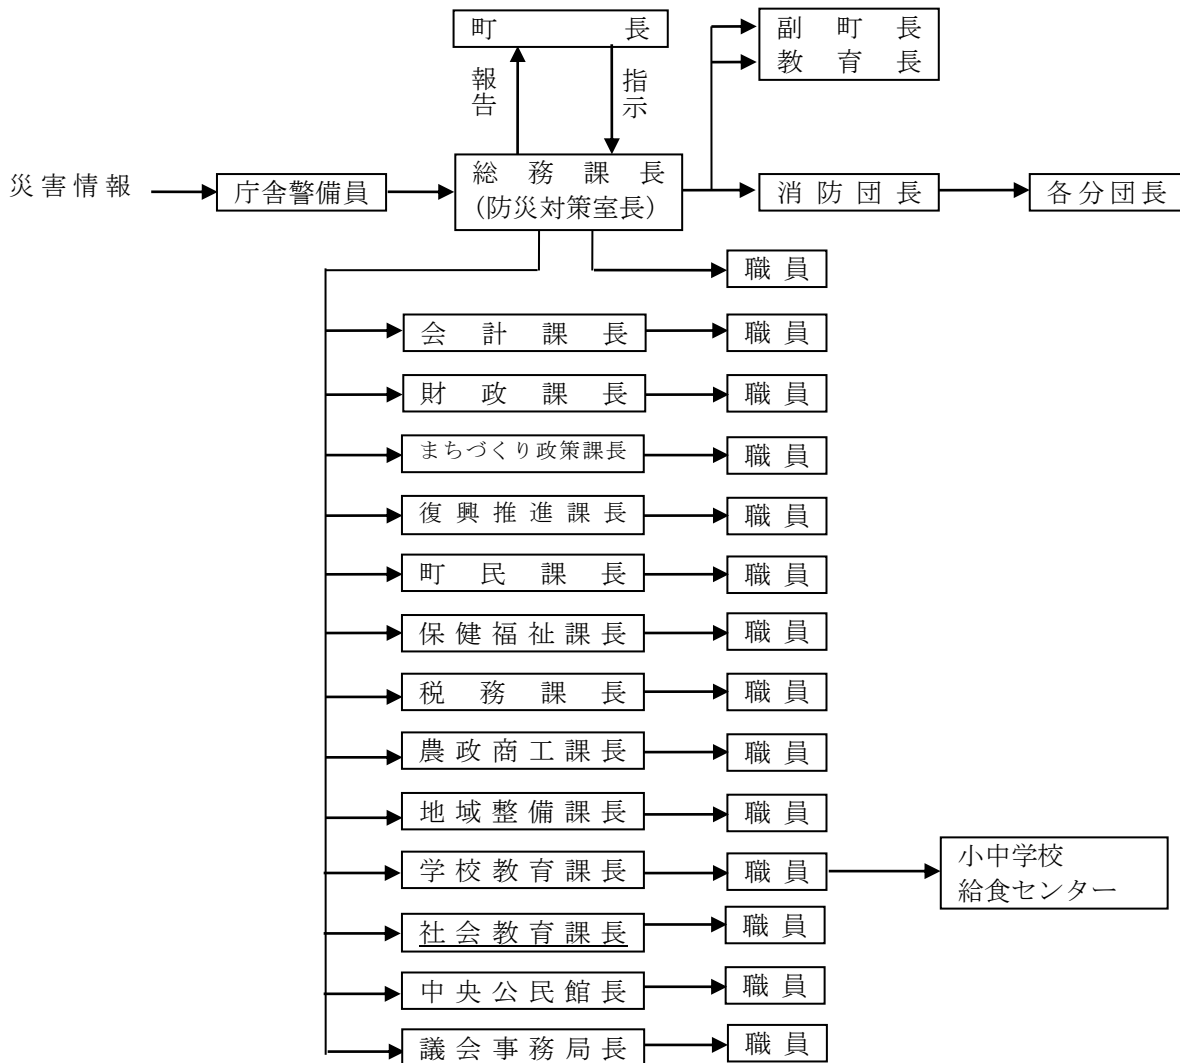 町長
副町長
教育長
報告
指示
災害情報
庁舎警備員
総務課長
(防災対策室長)
消防団長
各分団長
職員
会計課長
職員
財政課長
職員
まちづくり政策課長
職員
復興推進課長
職員
町民課長
職員
保健福祉課長
職員
税務課長
職員
農政商工課長
職員
地域整備課長
職員
学校教育課長
職員
小中学校
給食センター
社会教育課長
職員
中央公民館長
職員
議会事務局長
職員